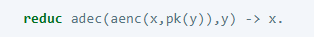 reduc adec(aenc(x,pk(y)),y) -> x.